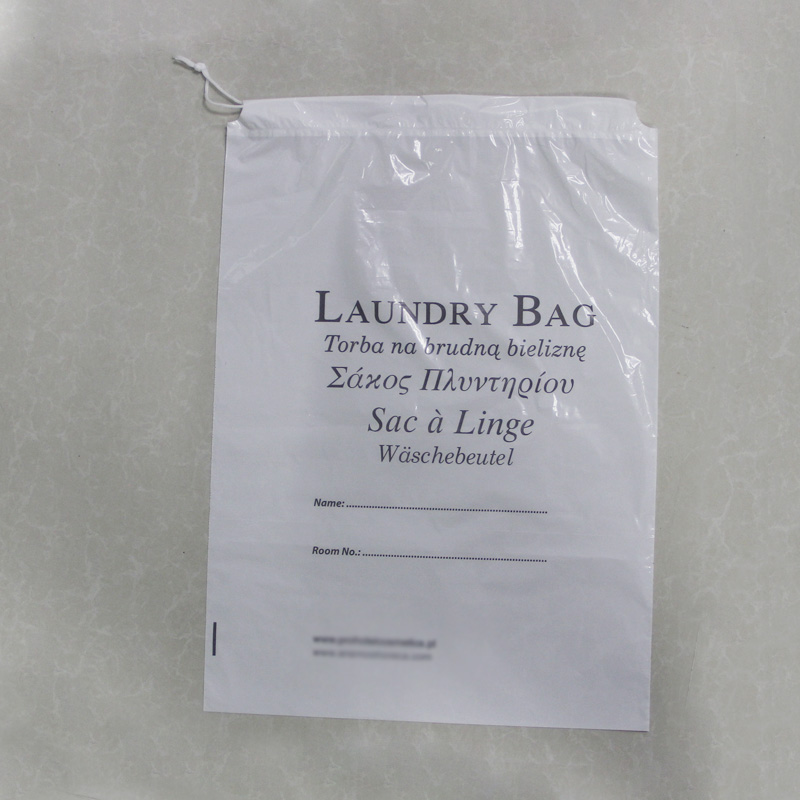 LAUNDRY BAG
Torba na brudną bieliznę
Σάκος Πλυντηρίου
Sac à Linge
Wäschebeutel
Name: ........................................................
Room No.: ...................................................